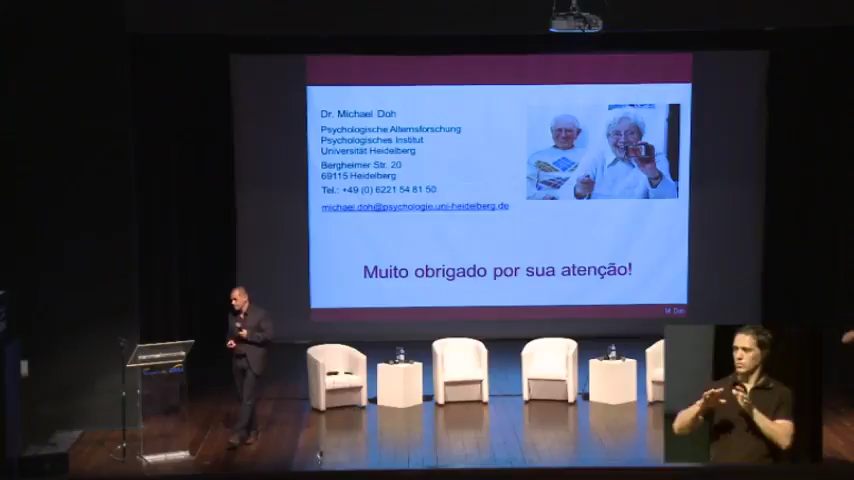 Dr. Michael Doh
Psychologische Alternsforschung
Psychologisches Institut
Universität Heidelberg
Bergheimer Str. 20
69115 Heidelberg
Tel.: +49 (0) 6221 54 81 50
michael.doh@psychologie.uni-heidelberg.de
Muito obrigado por sua atenção!
M. Doh